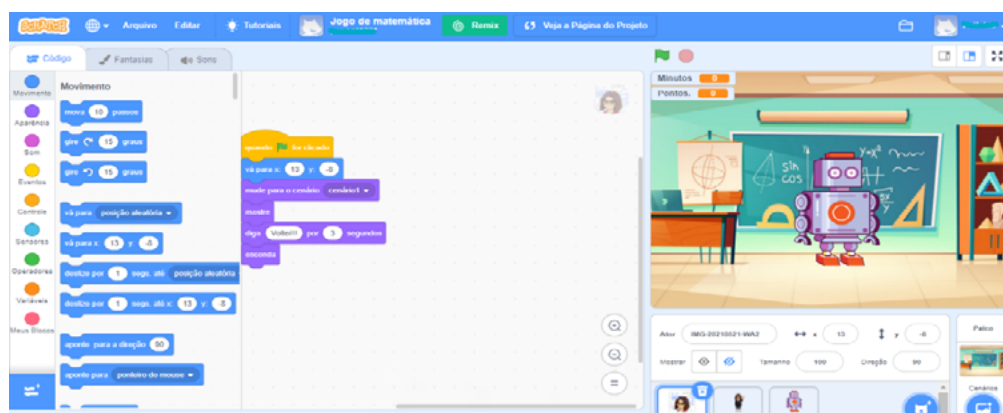 SCRATCH Arquivo Editar Tutoriais Jogo de matemática Remix Veja a Página do Projeto
Código Fantasias Sons
Movimento
Aparência
Som
Eventos
Controle
Sensores
Operadores
Variáveis
Meus Blocos
Movimento
mova 10 passos
gire 15 graus
gire 15 graus
vá para posição aleatória
vá para x: 13 y: -8
deslize por 1 segs. até posição aleatória
deslize por 1 segs. até x: 13 y: -8
aponte para a direção 90
aponte para ponteiro do mouse
quando for clicado
vá para x: 13 y: -8
mude para o cenário cenário1
mostre
diga Voltei!!! por 3 segundos
esconda
Minutos 0
Pontos. 0
sin
cos
y=x²
Ator IMG-20210521-WA2 x 13 y -8
Mostrar Tamanho 100 Direção 90
Palco
Cenários